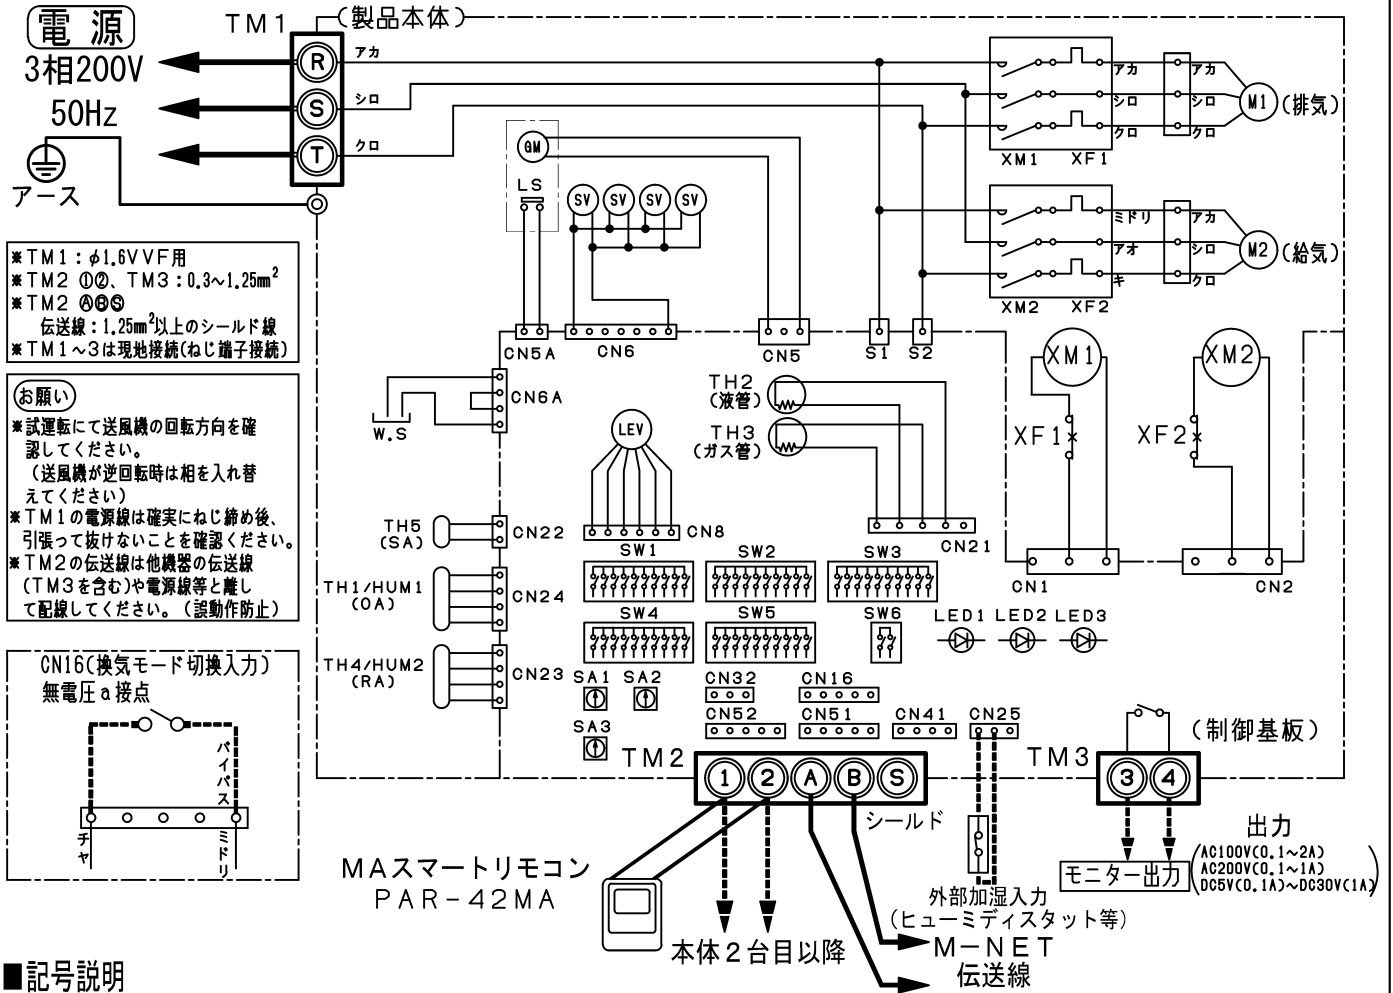 電源
3相200V
50Hz
アース
TM1
(製品本体)
R
S
T
アカ
シロ
クロ
GM
LS
SV SV SV SV
XM1 XF1
アカ
シロ
クロ
アカ
シロ
クロ
M1
(排気)
XM2 XF2
ミドリ
アオ
キ
アカ
シロ
クロ
M2
(給気)
※TM1:φ1.6VVF用
※TM2 ①②、TM3:0.3~1.25mm²
※TM2 ⒶⒷⓈ
伝送線:1.25mm²以上のシールド線
※TM1~3は現地接続(ねじ端子接続)
お願い
※試運転にて送風機の回転方向を確
認してください。
(送風機が逆回転時は相を入れ替
えてください)
※TM1の電源線は確実にねじ締め後、
引張って抜けないことを確認ください。
※TM2の伝送線は他機器の伝送線
(TM3を含む)や電源線等と離し
て配線してください。(誤動作防止)
CN5A
CN6
CN5
S1
S2
CN6A
W.S
LEV
TH2
(液管)
TH3
(ガス管)
XM1
XF1
XM2
XF2
TH5
(SA)
CN22
CN8
CN21
CN1
CN2
TH1/HUM1
(OA)
CN24
SW1 SW2 SW3
SW4 SW5 SW6
LED1 LED2 LED3
TH4/HUM2
(RA)
CN23
SA1 SA2
SA3
CN32
CN16
CN52
CN51
CN41
CN25
CN16(換気モード切換入力)
無電圧a接点
バイパス
チャ
ミドリ
TM2
1 2 A B S
シールド
TM3
3 4
(制御基板)
MAスマートリモコン
PAR-42MA
本体2台目以降
外部加湿入力
(ヒューミディスタット等)
M-NET
伝送線
モニター出力
出力
AC100V(0.1~2A)
AC200V(0.1~1A)
DC5V(0.1A)~DC30V(1A)
■記号説明